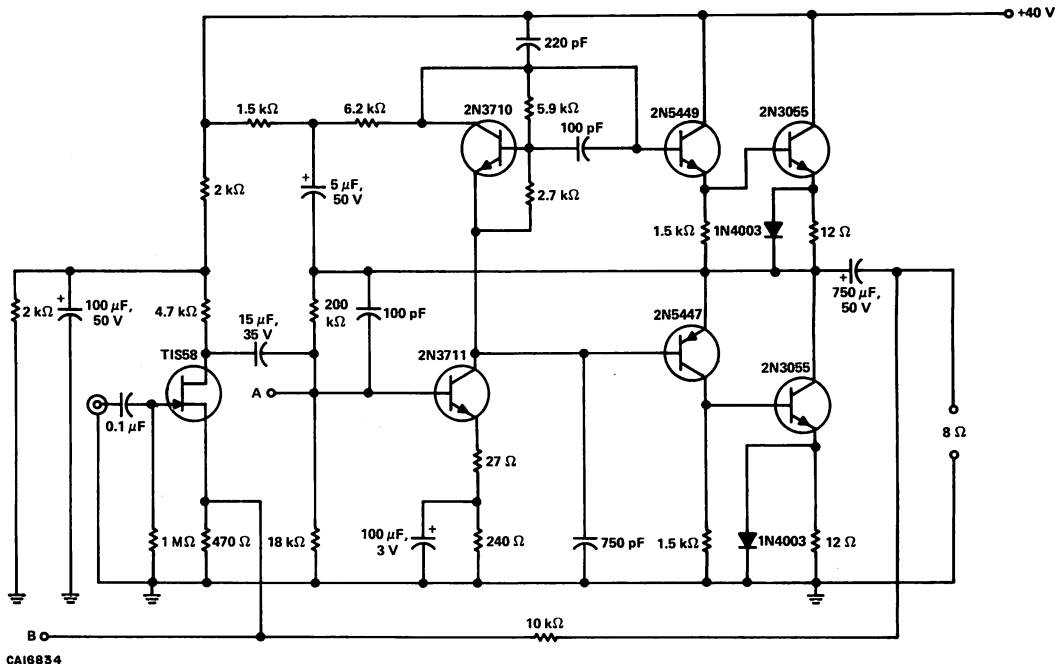 +40 V
220 pF
1.5 kΩ
6.2 kΩ
2N3710
5.9 kΩ
100 pF
2N5449
2N3055
2 kΩ
5 μF,
50 V
2.7 kΩ
1.5 kΩ
1N4003
12 Ω
2 kΩ
100 μF,
50 V
4.7 kΩ
15 μF,
35 V
200
kΩ
100 pF
750 μF,
50 V
TIS58
2N3711
2N5447
2N3055
A
0.1 μF
8 Ω
27 Ω
1 MΩ
470 Ω
18 kΩ
100 μF,
3 V
240 Ω
750 pF
1.5 kΩ
1N4003
12 Ω
10 kΩ
B
CAI6834